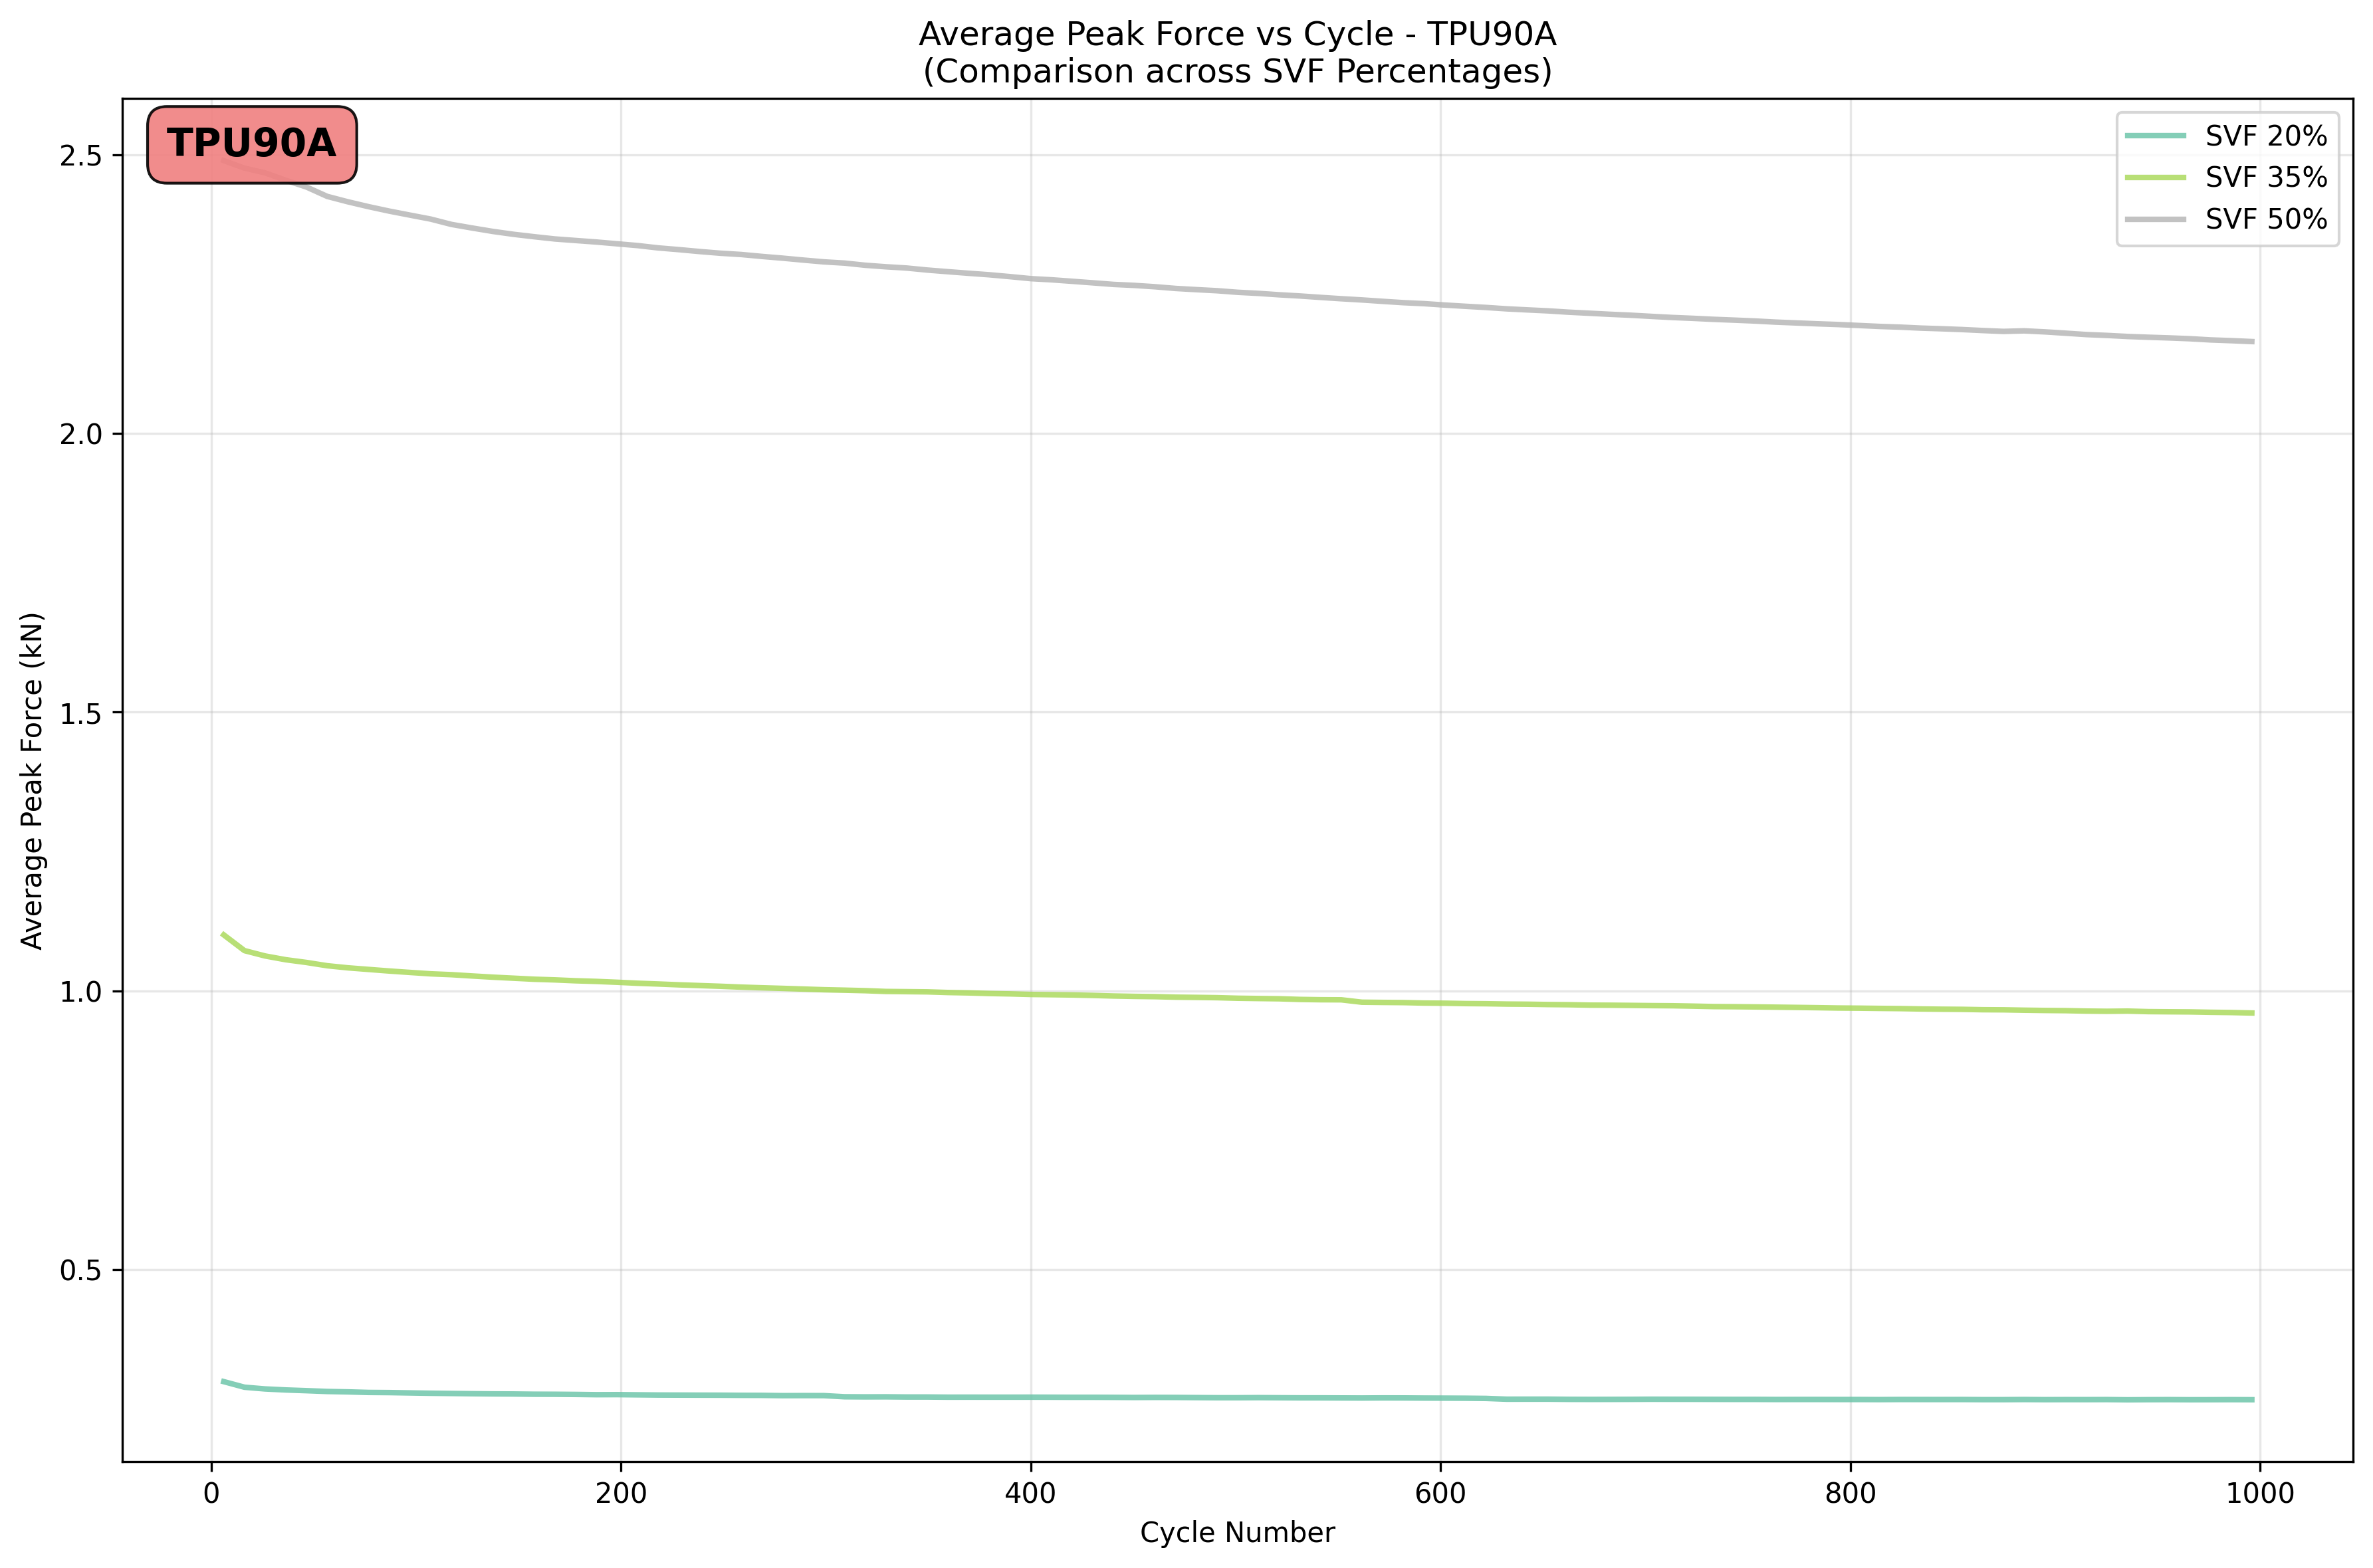 Average Peak Force vs Cycle - TPU90A
(Comparison across SVF Percentages)
TPU90A
SVF 20%
SVF 35%
SVF 50%
Average Peak Force (kN)
2.5
2.0
1.5
1.0
0.5
0 200 400 600 800 1000
Cycle Number